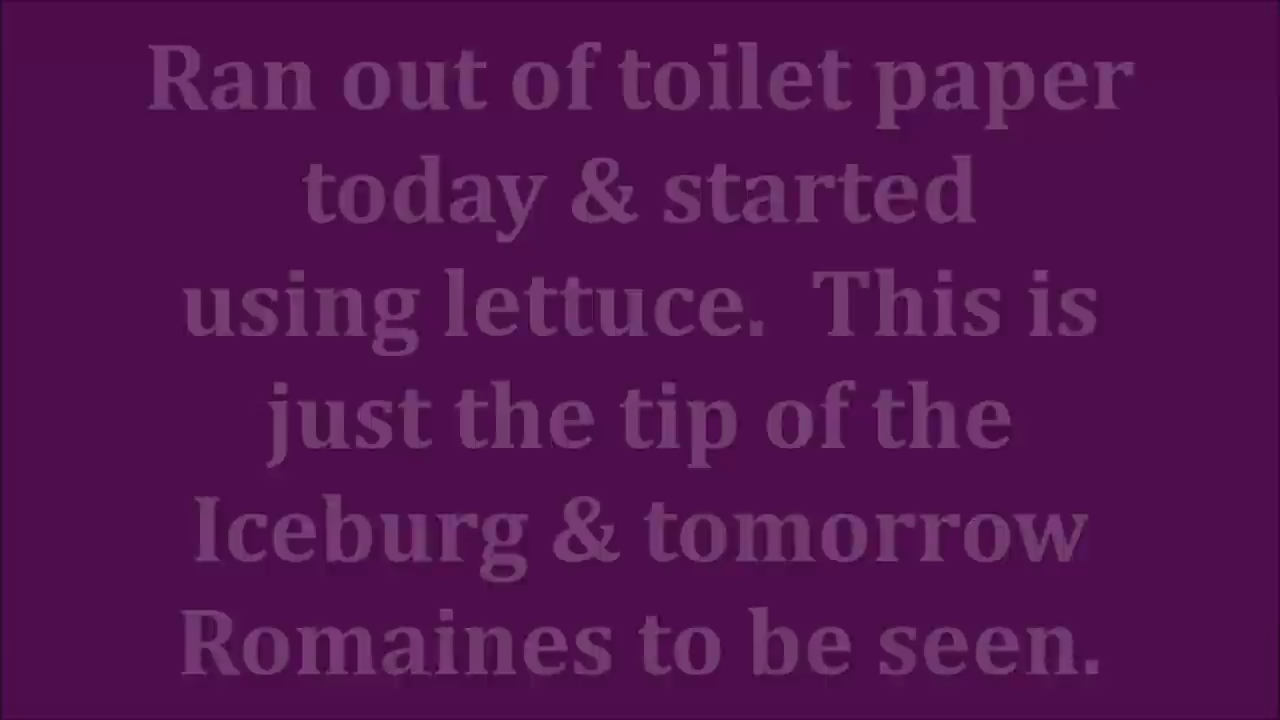 Ran out of toilet paper
today & started
using lettuce.  This is
just the tip of the
Iceburg & tomorrow
Romaines to be seen.